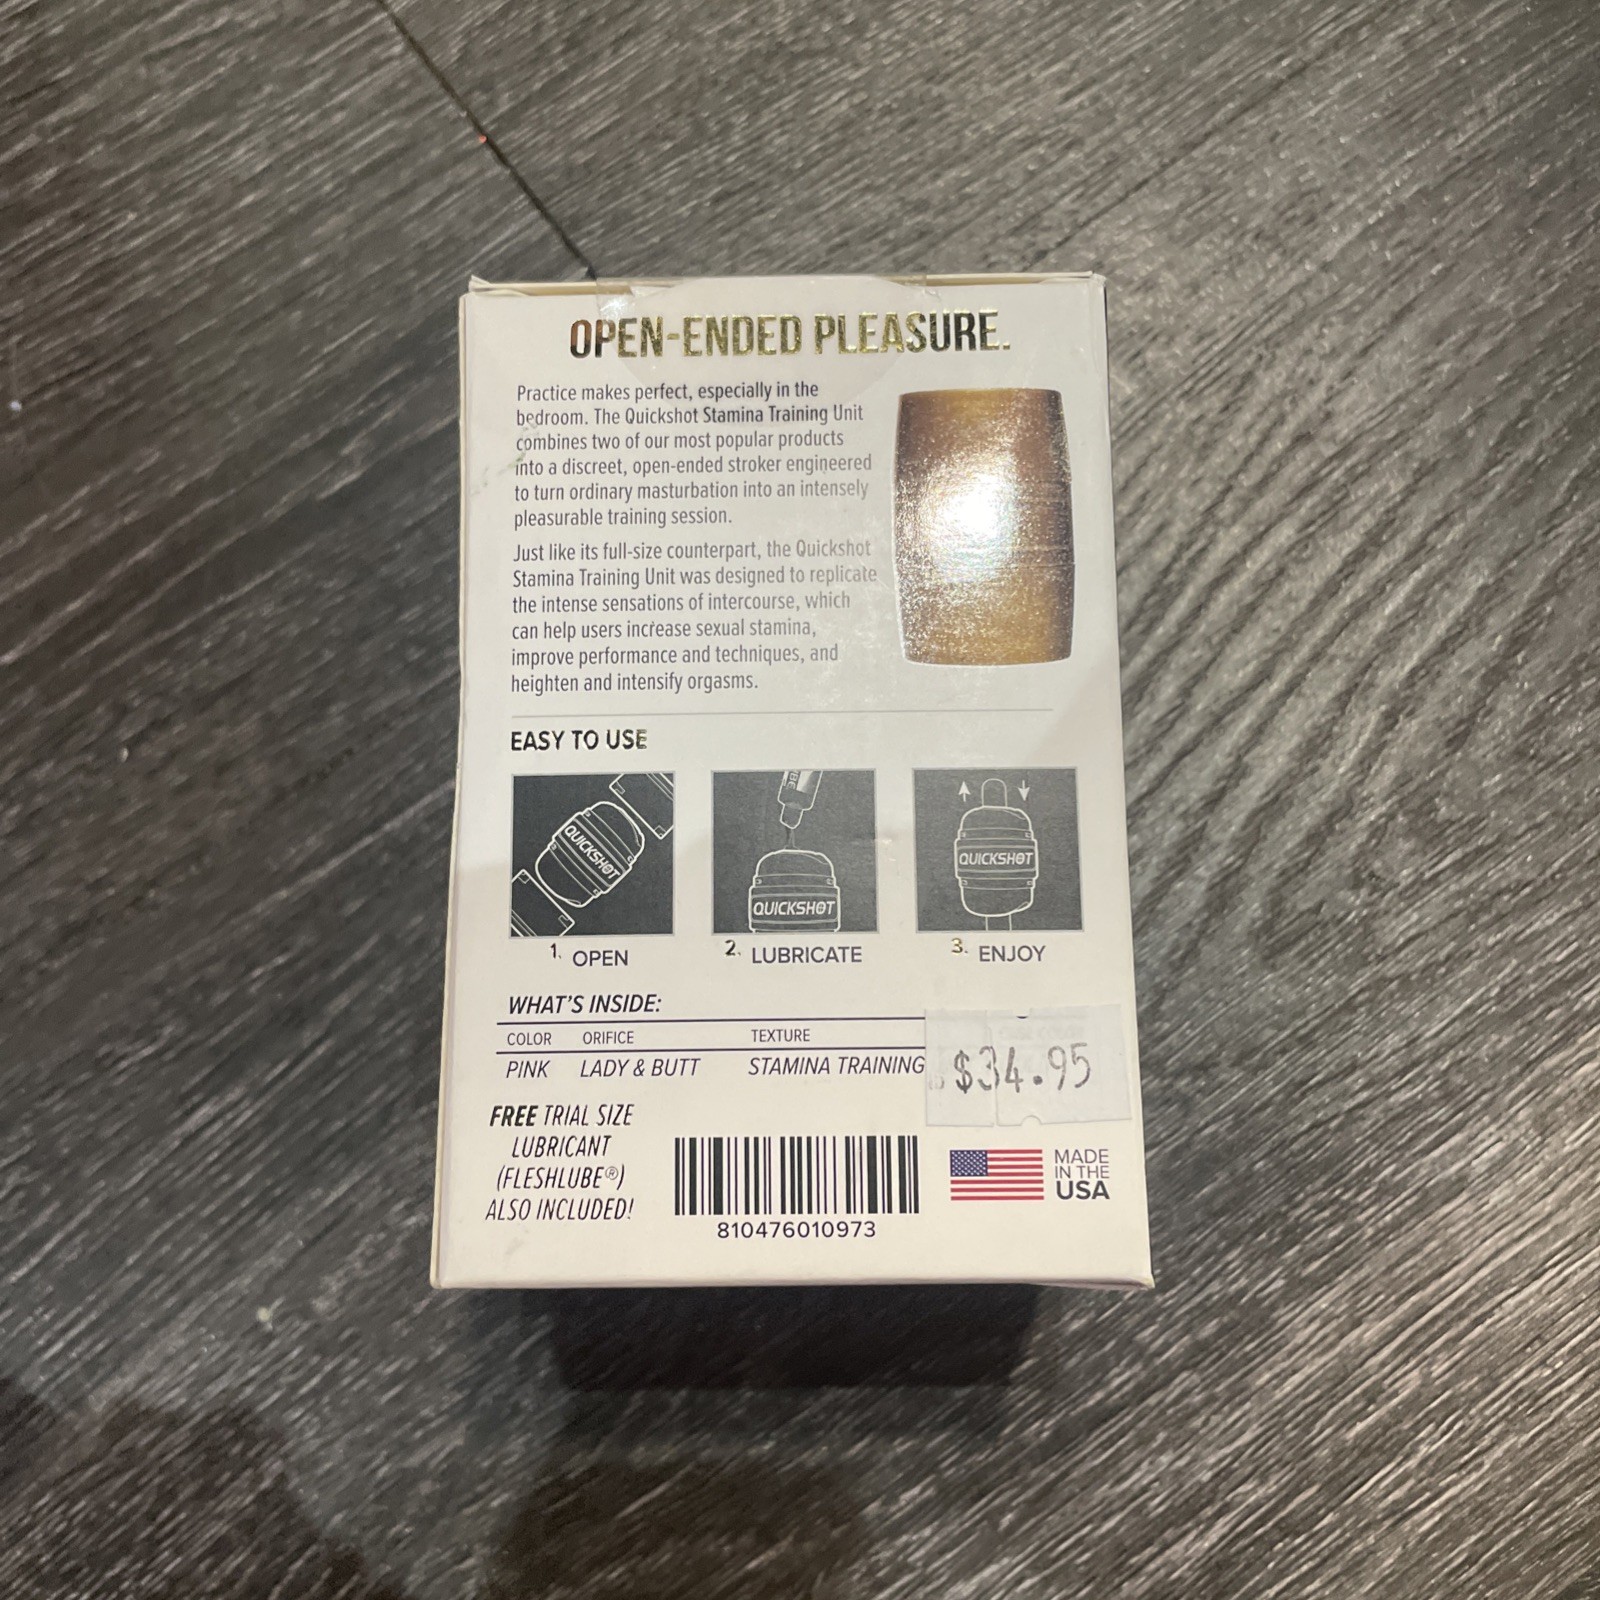 OPEN-ENDED PLEASURE.
Practice makes perfect, especially in the
bedroom. The Quickshot Stamina Training Unit
combines two of our most popular products
into a discreet, open-ended stroker engineered
to turn ordinary masturbation into an intensely
pleasurable training session.
Just like its full-size counterpart, the Quickshot
Stamina Training Unit was designed to replicate
the intense sensations of intercourse, which
can help users increase sexual stamina,
improve performance and techniques, and
heighten and intensify orgasms.
EASY TO USE
QUICKSHOT
QUICKSHOT
QUICKSHOT
1. OPEN
2. LUBRICATE
3. ENJOY
WHAT'S INSIDE:
COLOR ORIFICE TEXTURE
PINK LADY & BUTT STAMINA TRAINING
$34.95
FREE TRIAL SIZE
LUBRICANT
(FLESHLUBE®)
ALSO INCLUDED!
810476010973
MADE
IN THE
USA